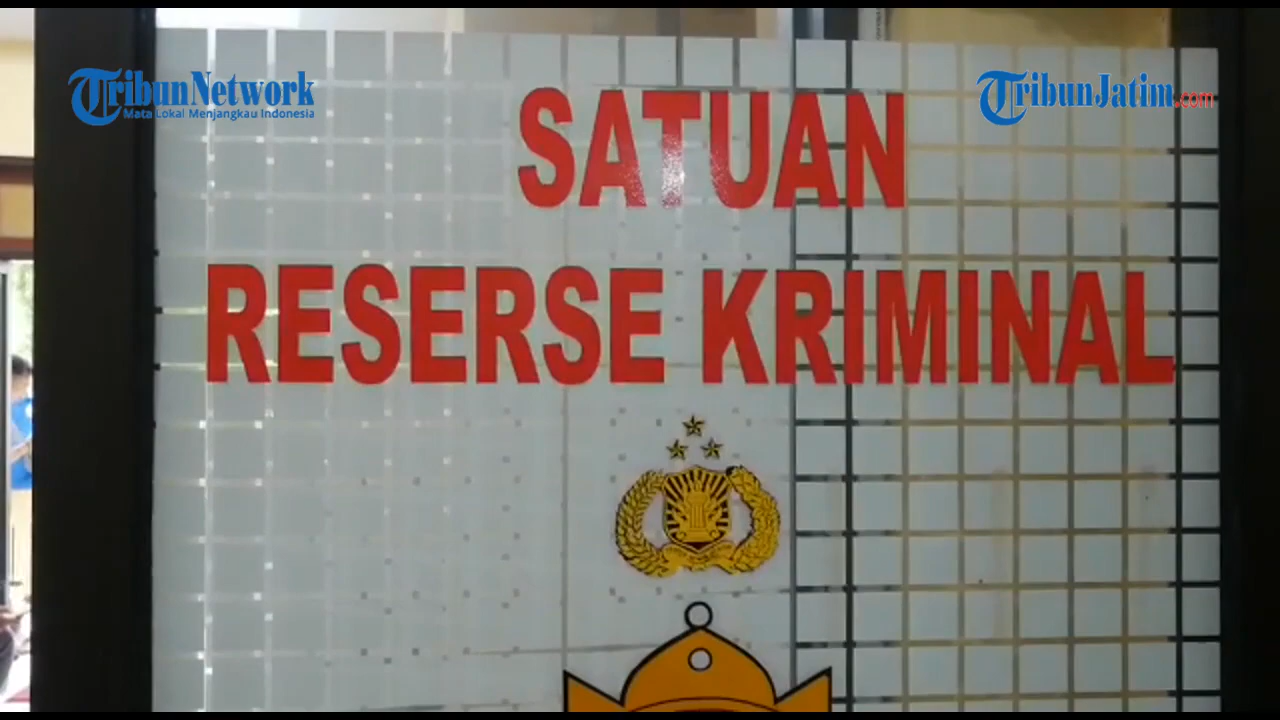 TribunNetwork
Mata Lokal Menjangkau Indonesia
TribunJatim.com
SATUAN
RESERSE KRIMINAL